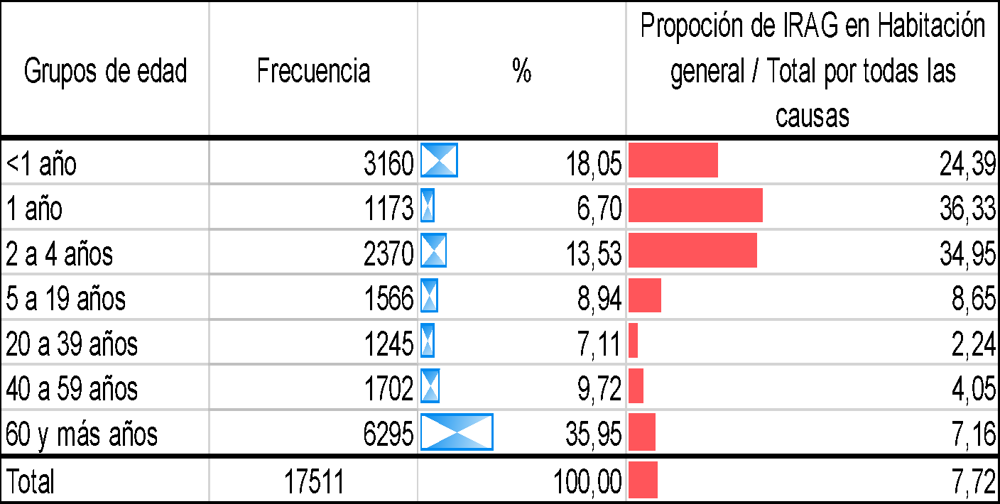 Grupos de edad Frecuencia % Propoción de IRAG en Habitación
general / Total por todas las
causas
<1 año 3160 18,05 24,39
1 año 1173 6,70 36,33
2 a 4 años 2370 13,53 34,95
5 a 19 años 1566 8,94 8,65
20 a 39 años 1245 7,11 2,24
40 a 59 años 1702 9,72 4,05
60 y más años 6295 35,95 7,16
Total 17511 100,00 7,72